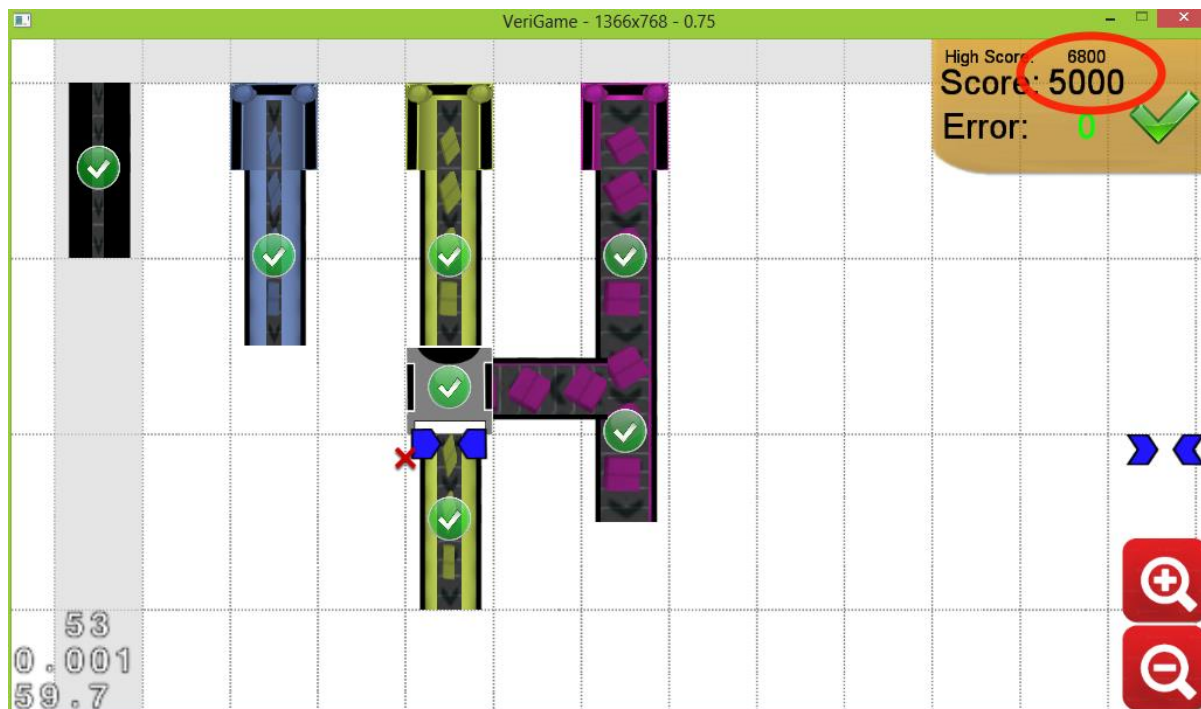 VeriGame - 1366x768 - 0.75
High Score: 6800
Score: 5000
Error: 0
53
0.001
59.7